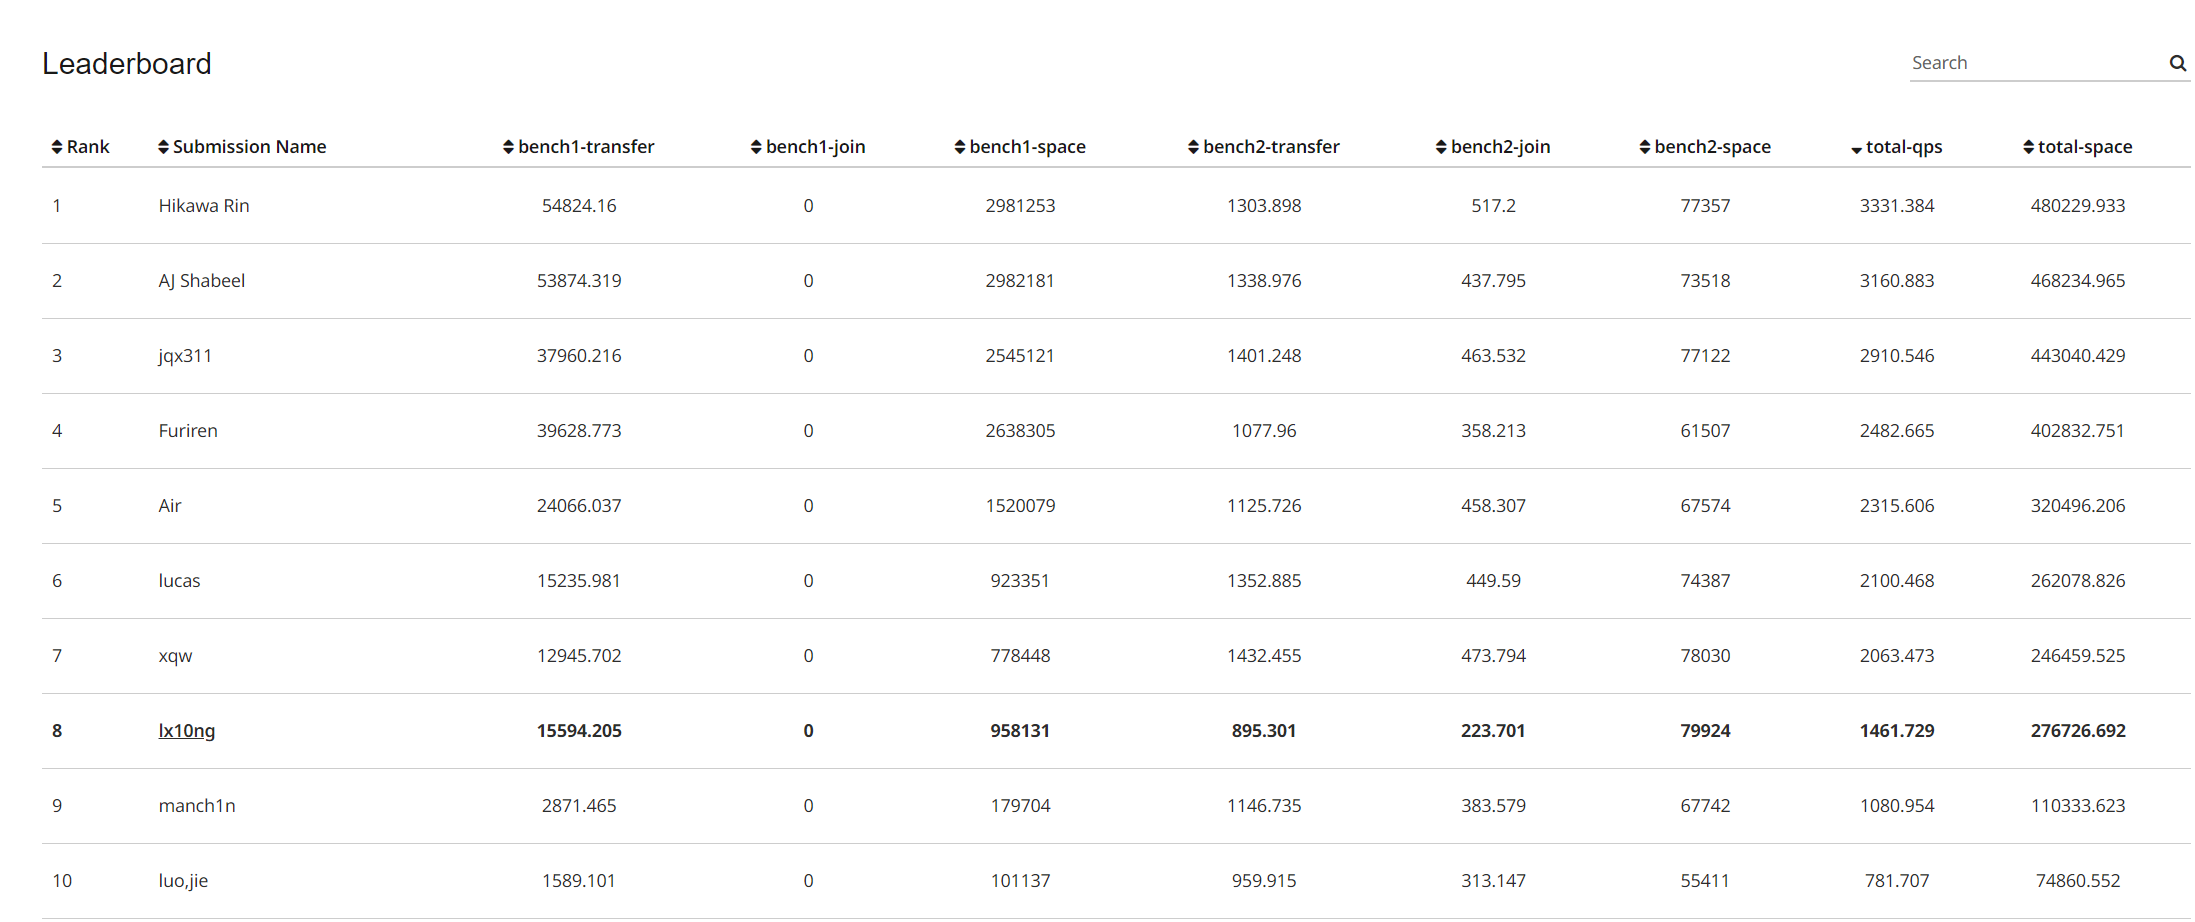 Leaderboard
Search
Rank Submission Name bench1-transfer bench1-join bench1-space bench2-transfer bench2-join bench2-space total-qps total-space
1 Hikawa Rin 54824.16 0 2981253 1303.898 517.2 77357 3331.384 480229.933
2 AJ Shabeel 53874.319 0 2982181 1338.976 437.795 73518 3160.883 468234.965
3 jqx311 37960.216 0 2545121 1401.248 463.532 77122 2910.546 443040.429
4 Furiren 39628.773 0 2638305 1077.96 358.213 61507 2482.665 402832.751
5 Air 24066.037 0 1520079 1125.726 458.307 67574 2315.606 320496.206
6 lucas 15235.981 0 923351 1352.885 449.59 74387 2100.468 262078.826
7 xqw 12945.702 0 778448 1432.455 473.794 78030 2063.473 246459.525
8 lx10ng 15594.205 0 958131 895.301 223.701 79924 1461.729 276726.692
9 manch1n 2871.465 0 179704 1146.735 383.579 67742 1080.954 110333.623
10 luo,jie 1589.101 0 101137 959.915 313.147 55411 781.707 74860.552